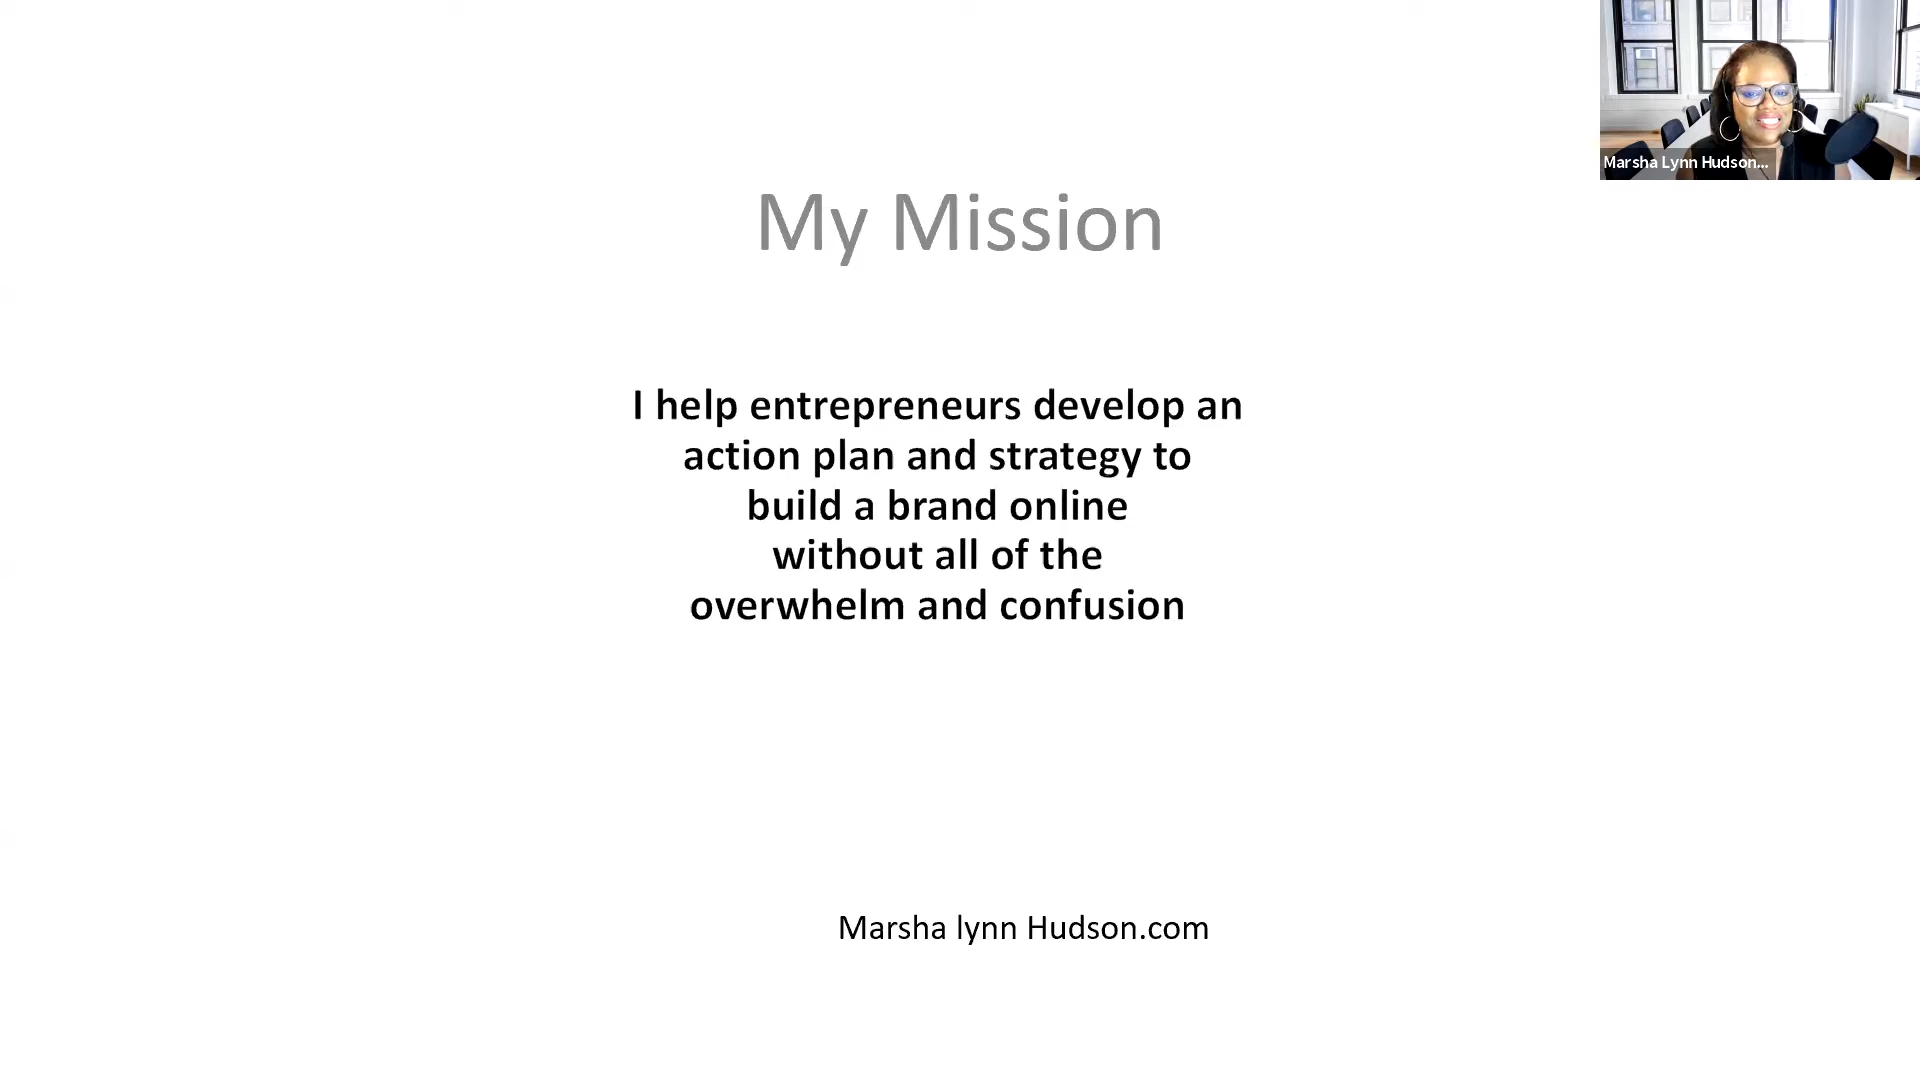 Marsha Lynn Hudson...
My Mission
I help entrepreneurs develop an
action plan and strategy to
build a brand online
without all of the
overwhelm and confusion
Marsha lynn Hudson.com